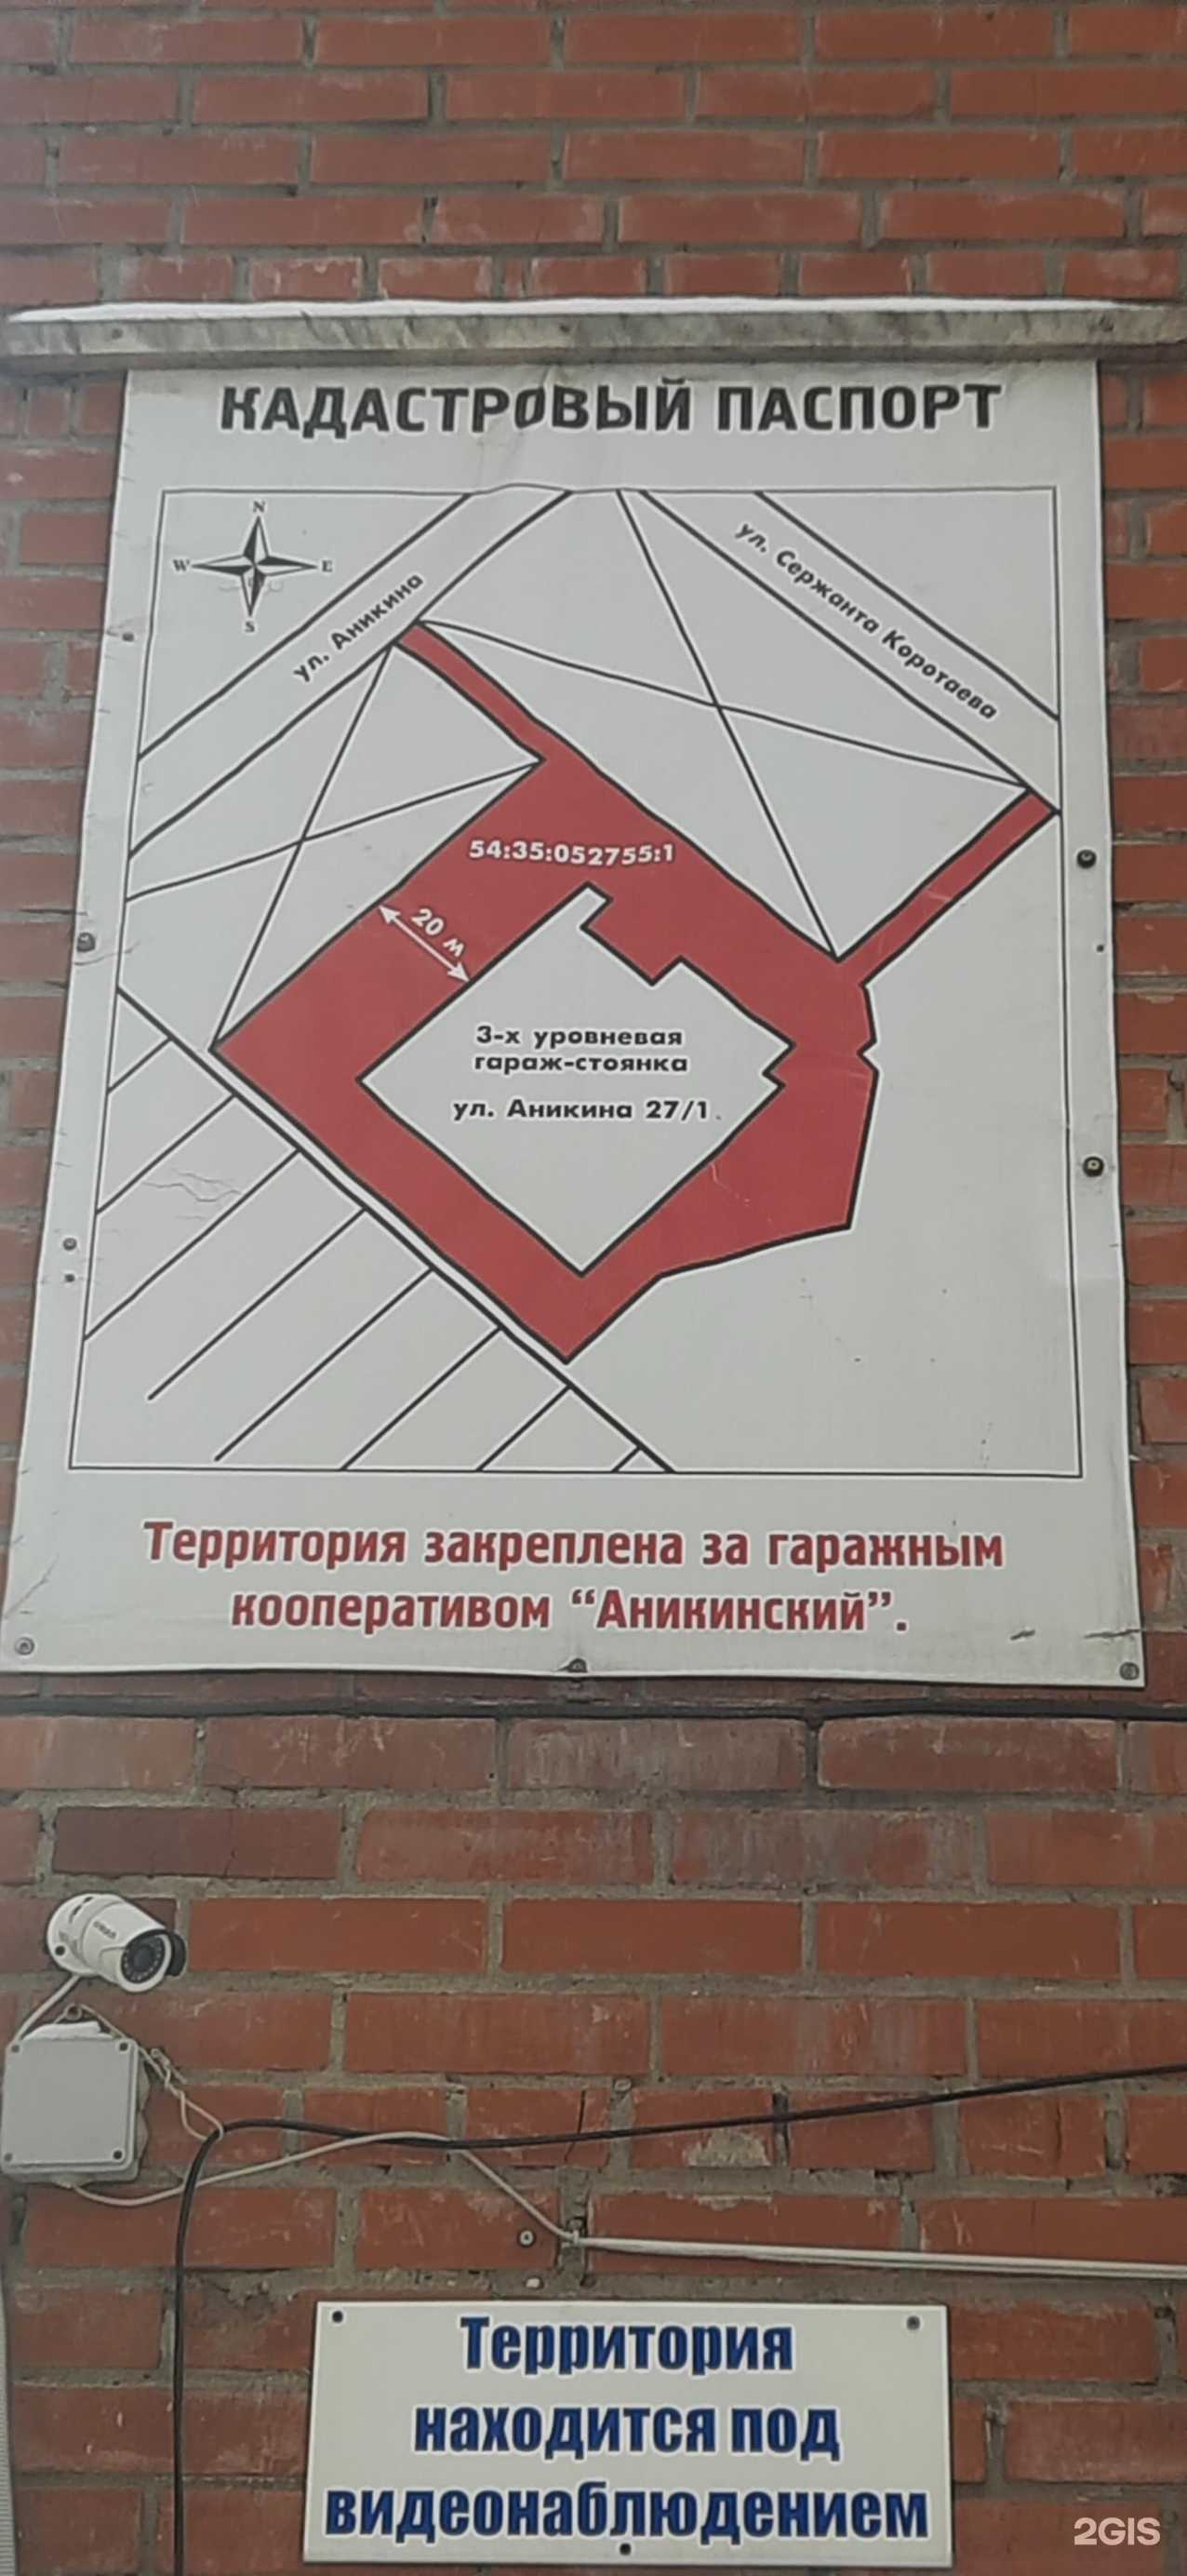 КАДАСТРОВЫЙ ПАСПОРТ
N
W E
S
ул. Аникина
ул. Сержанта Коротаева
54:35:052755:1
20 м
3-х уровневая
гараж-стоянка
ул. Аникина 27/1.
Территория закреплена за гаражным
кооперативом “Аникинский”.
Территория
находится под
видеонаблюдением
2GIS